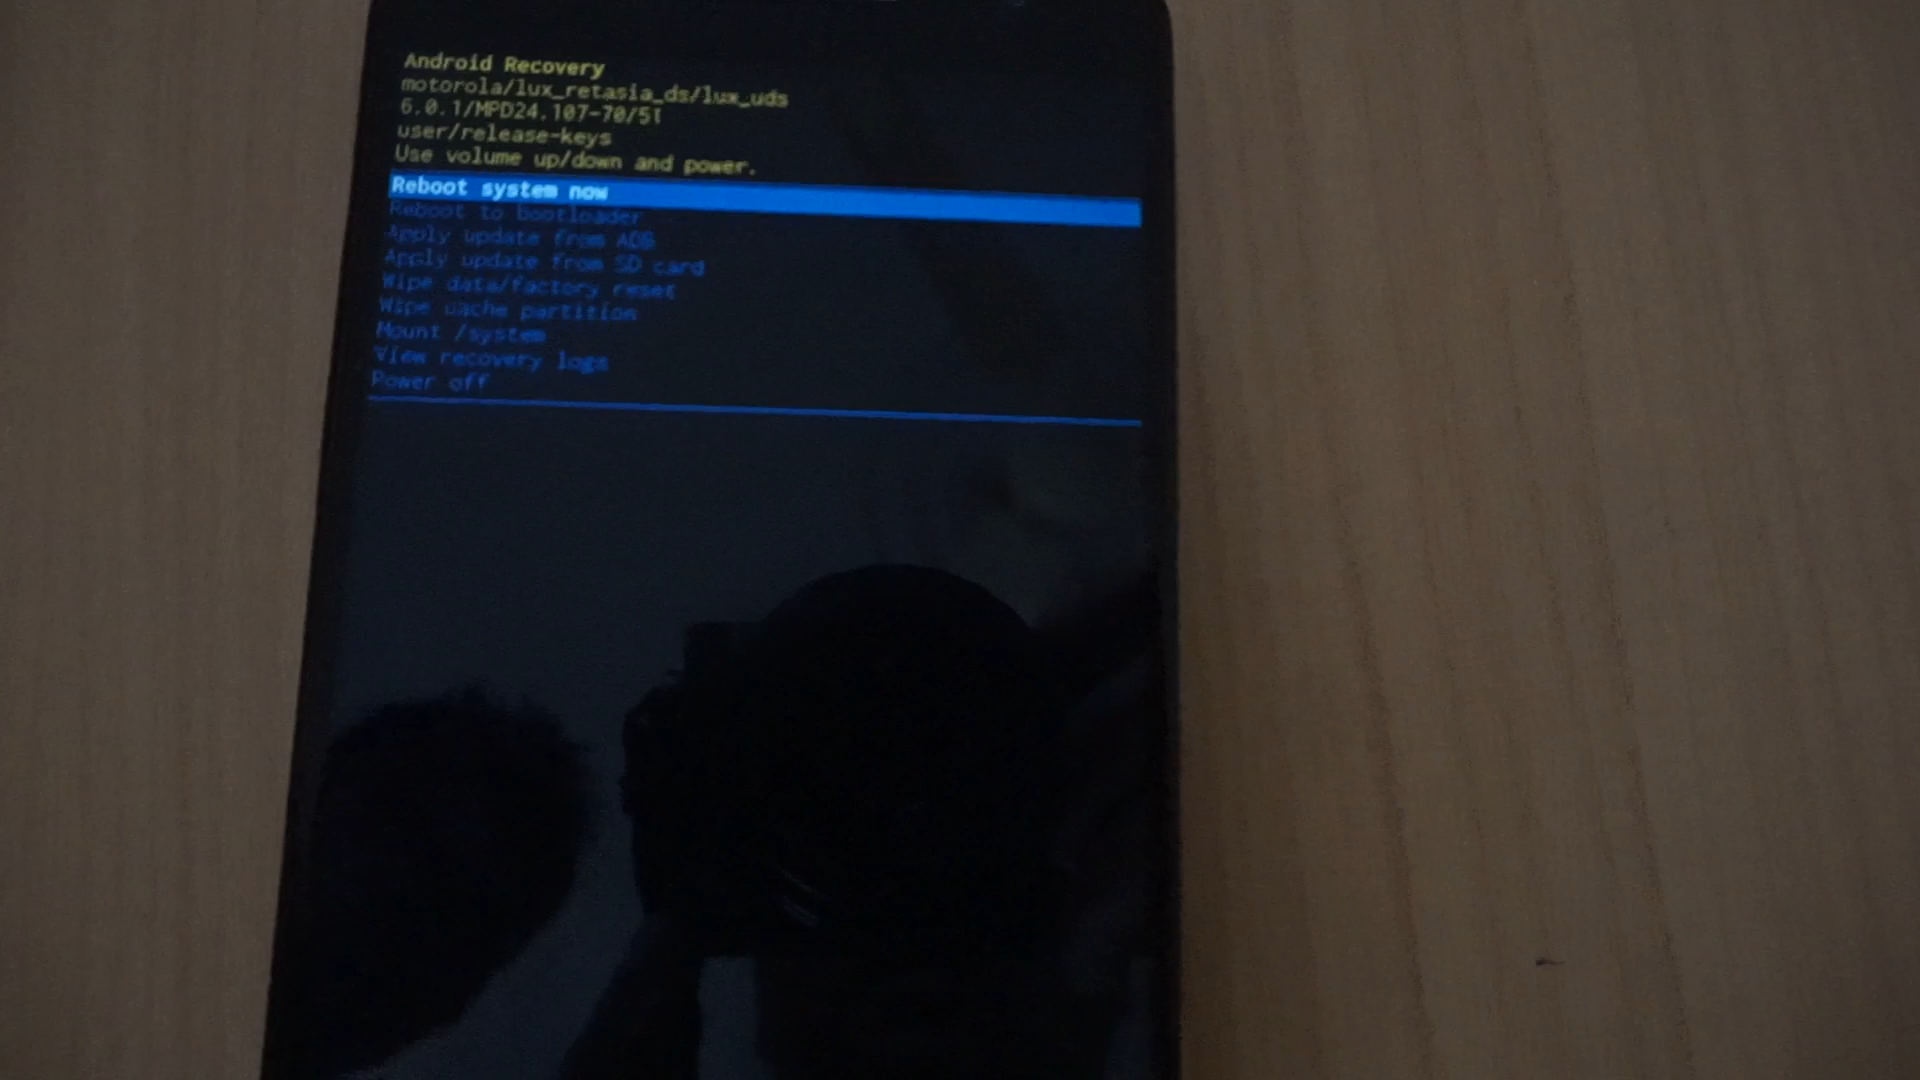 Android Recovery
motorola/lux_retasia_ds/lux_uds
6.0.1/MPD24.107-70/51
user/release-keys
Use volume up/down and power.
Reboot system now
Reboot to bootloader
Apply update from ADB
Apply update from SD card
Wipe data/factory reset
Wipe cache partition
Mount /system
View recovery logs
Power off